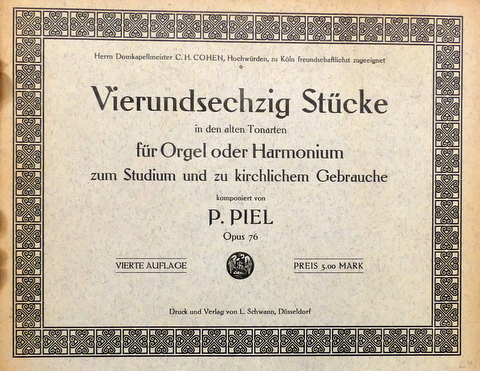 Herrn Domkapellmeister C. H. COHEN, Hochwürden, zu Köln freundschaftlichst zugeeignet
Vierundsechzig Stücke
in den alten Tonarten
für Orgel oder Harmonium
zum Studium und zu kirchlichem Gebrauche
komponiert von
P. PIEL
Opus 76
VIERTE AUFLAGE
PREIS 3.00 MARK
Druck und Verlag von L. Schwann, Düsseldorf